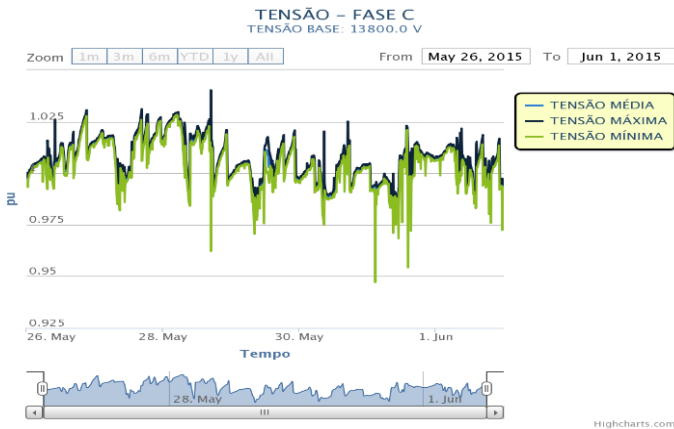 TENSÃO – FASE C
TENSÃO BASE: 13800.0 V
Zoom 1m 3m 6m YTD 1y All From May 26, 2015 To Jun 1, 2015
1.025
0.975
0.95
0.925
pu
26. May 28. May 30. May 1. Jun
Tempo
TENSÃO MÉDIA
TENSÃO MÁXIMA
TENSÃO MÍNIMA
28. May 1. Jun
Highcharts.com